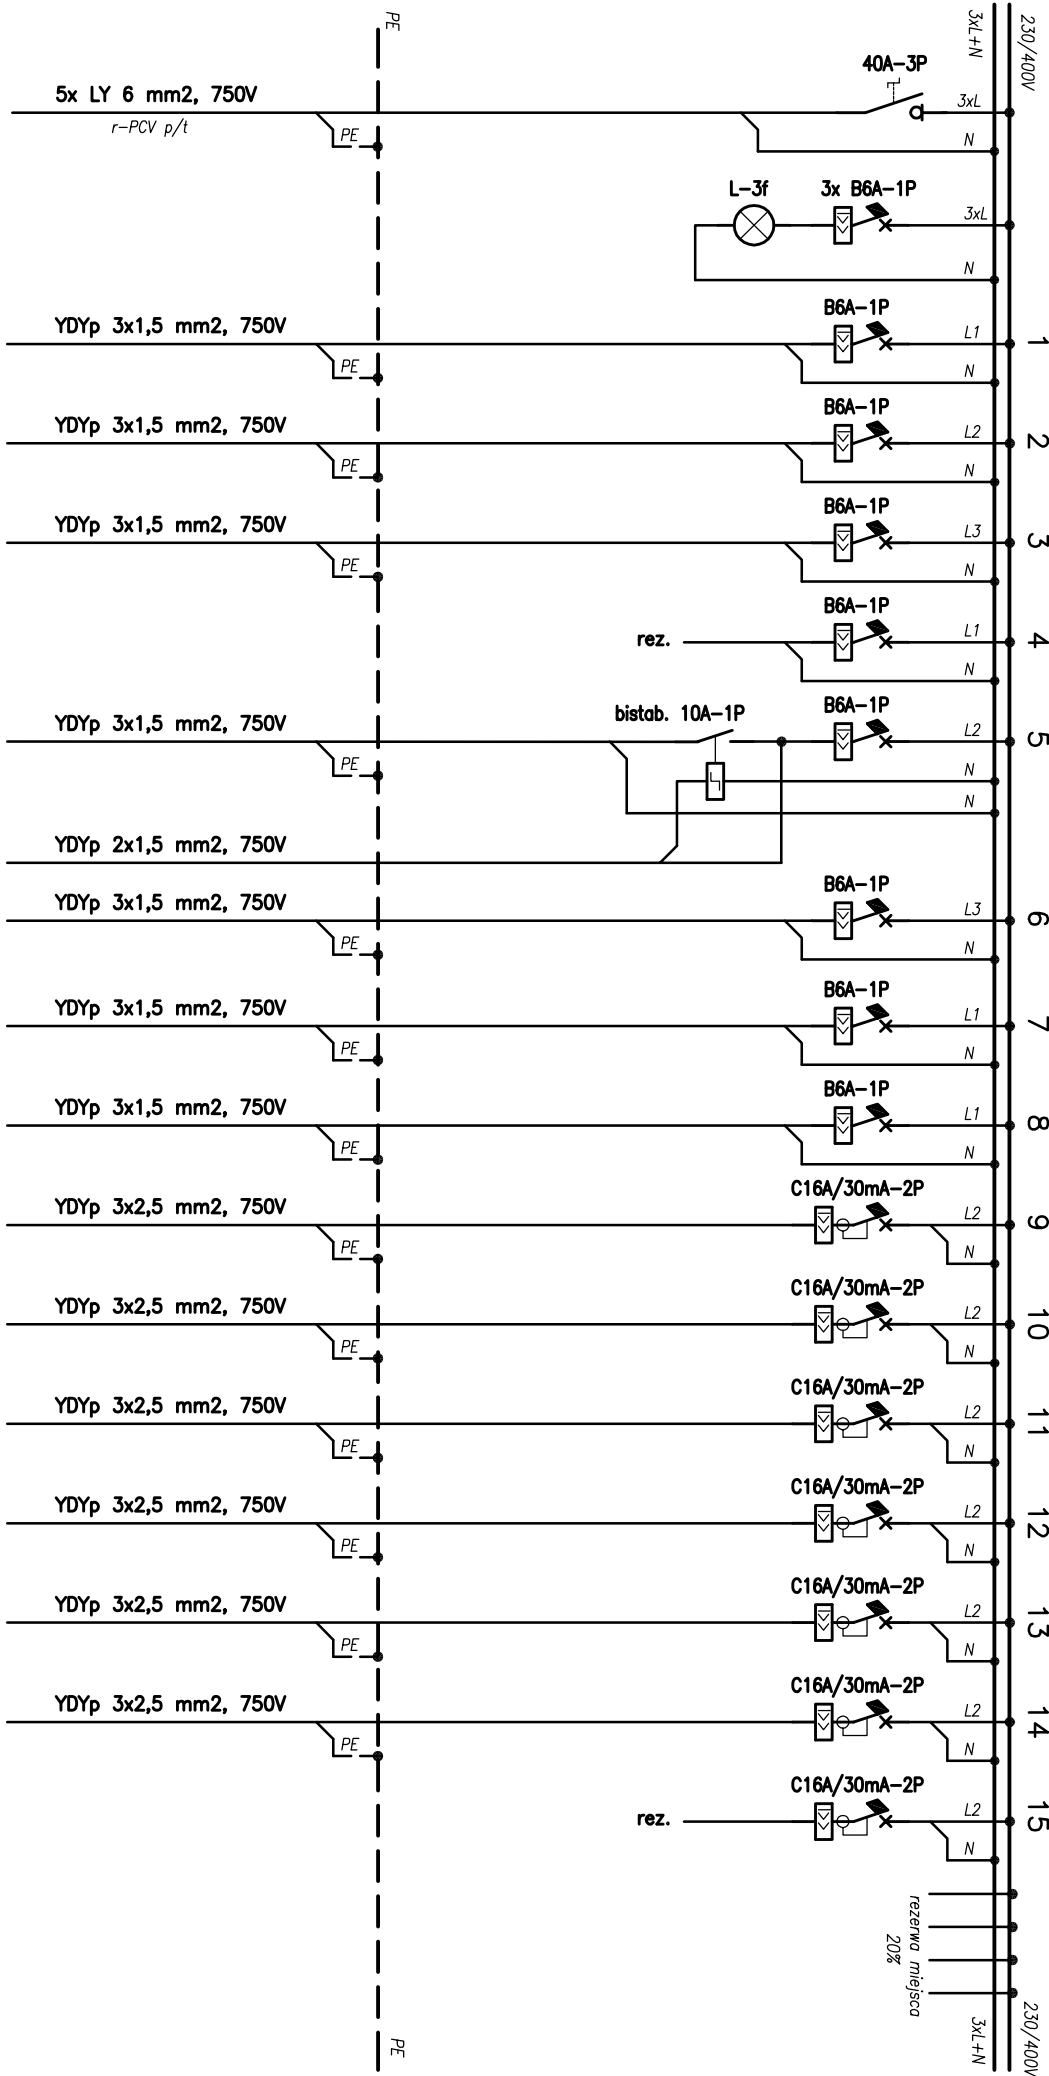 PE
3xL+N
230/400V
40A-3P
5x LY 6 mm2, 750V
r-PCV p/t
3xL
PE
N
L-3f
3x B6A-1P
3xL
N
B6A-1P
YDYp 3x1,5 mm2, 750V
L1
1
PE
N
B6A-1P
YDYp 3x1,5 mm2, 750V
L2
2
PE
N
B6A-1P
YDYp 3x1,5 mm2, 750V
L3
3
PE
N
B6A-1P
rez.
L1
4
N
bistab. 10A-1P
B6A-1P
YDYp 3x1,5 mm2, 750V
L2
5
PE
N
N
YDYp 2x1,5 mm2, 750V
B6A-1P
YDYp 3x1,5 mm2, 750V
L3
6
PE
N
B6A-1P
YDYp 3x1,5 mm2, 750V
L1
7
PE
N
B6A-1P
YDYp 3x1,5 mm2, 750V
L1
8
PE
N
C16A/30mA-2P
YDYp 3x2,5 mm2, 750V
L2
9
PE
N
C16A/30mA-2P
YDYp 3x2,5 mm2, 750V
L2
10
PE
N
C16A/30mA-2P
YDYp 3x2,5 mm2, 750V
L2
11
PE
N
C16A/30mA-2P
YDYp 3x2,5 mm2, 750V
L2
12
PE
N
C16A/30mA-2P
YDYp 3x2,5 mm2, 750V
L2
13
PE
N
C16A/30mA-2P
YDYp 3x2,5 mm2, 750V
L2
14
PE
N
C16A/30mA-2P
rez.
L2
15
N
rezerwa miejsca
20%
PE
3xL+N
230/400V